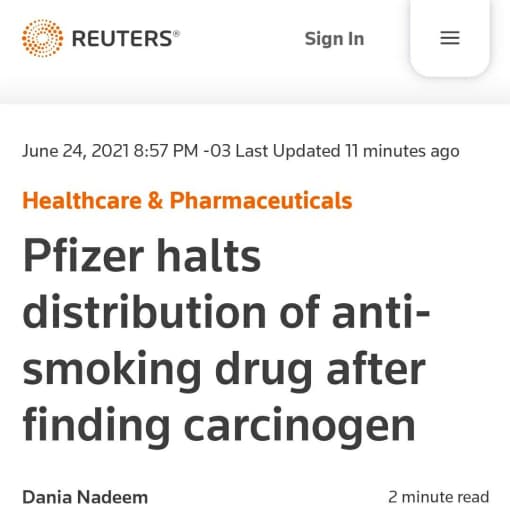 REUTERS®
Sign In
June 24, 2021 8:57 PM -03 Last Updated 11 minutes ago
Healthcare & Pharmaceuticals
Pfizer halts
distribution of anti-
smoking drug after
finding carcinogen
Dania Nadeem
2 minute read